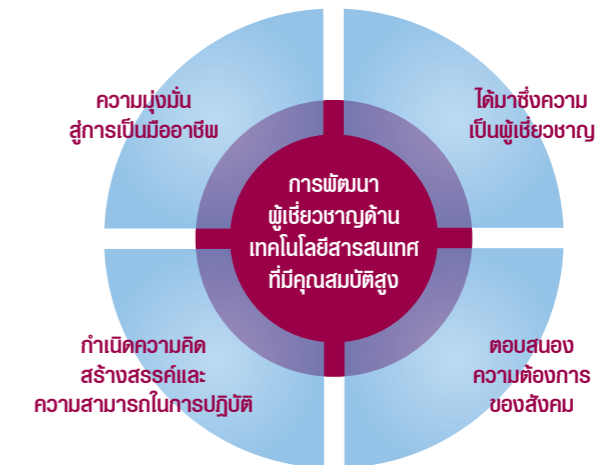 ความมุ่งมั่น
สู่การเป็นมืออาชีพ
ได้มาซึ่งความ
เป็นผู้เชี่ยวชาญ
การพัฒนา
ผู้เชี่ยวชาญด้าน
เทคโนโลยีสารสนเทศ
ที่มีคุณสมบัติสูง
กำเนิดความคิด
สร้างสรรค์และ
ความสามารถในการปฏิบัติ
ตอบสนอง
ความต้องการ
ของสังคม